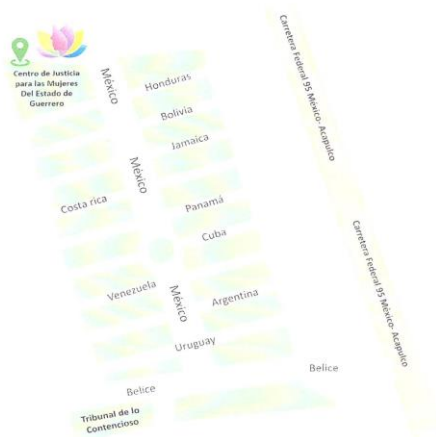 Centro de Justicia
para las Mujeres
Del Estado de
Guerrero
México
Honduras
Bolivia
Jamaica
México
Costa rica
Panamá
Cuba
Venezuela
México
Argentina
Uruguay
Belice
Belice
Tribunal de lo
Contencioso
Carretera Federal 95 México- Acapulco
Carretera Federal 95 México- Acapulco